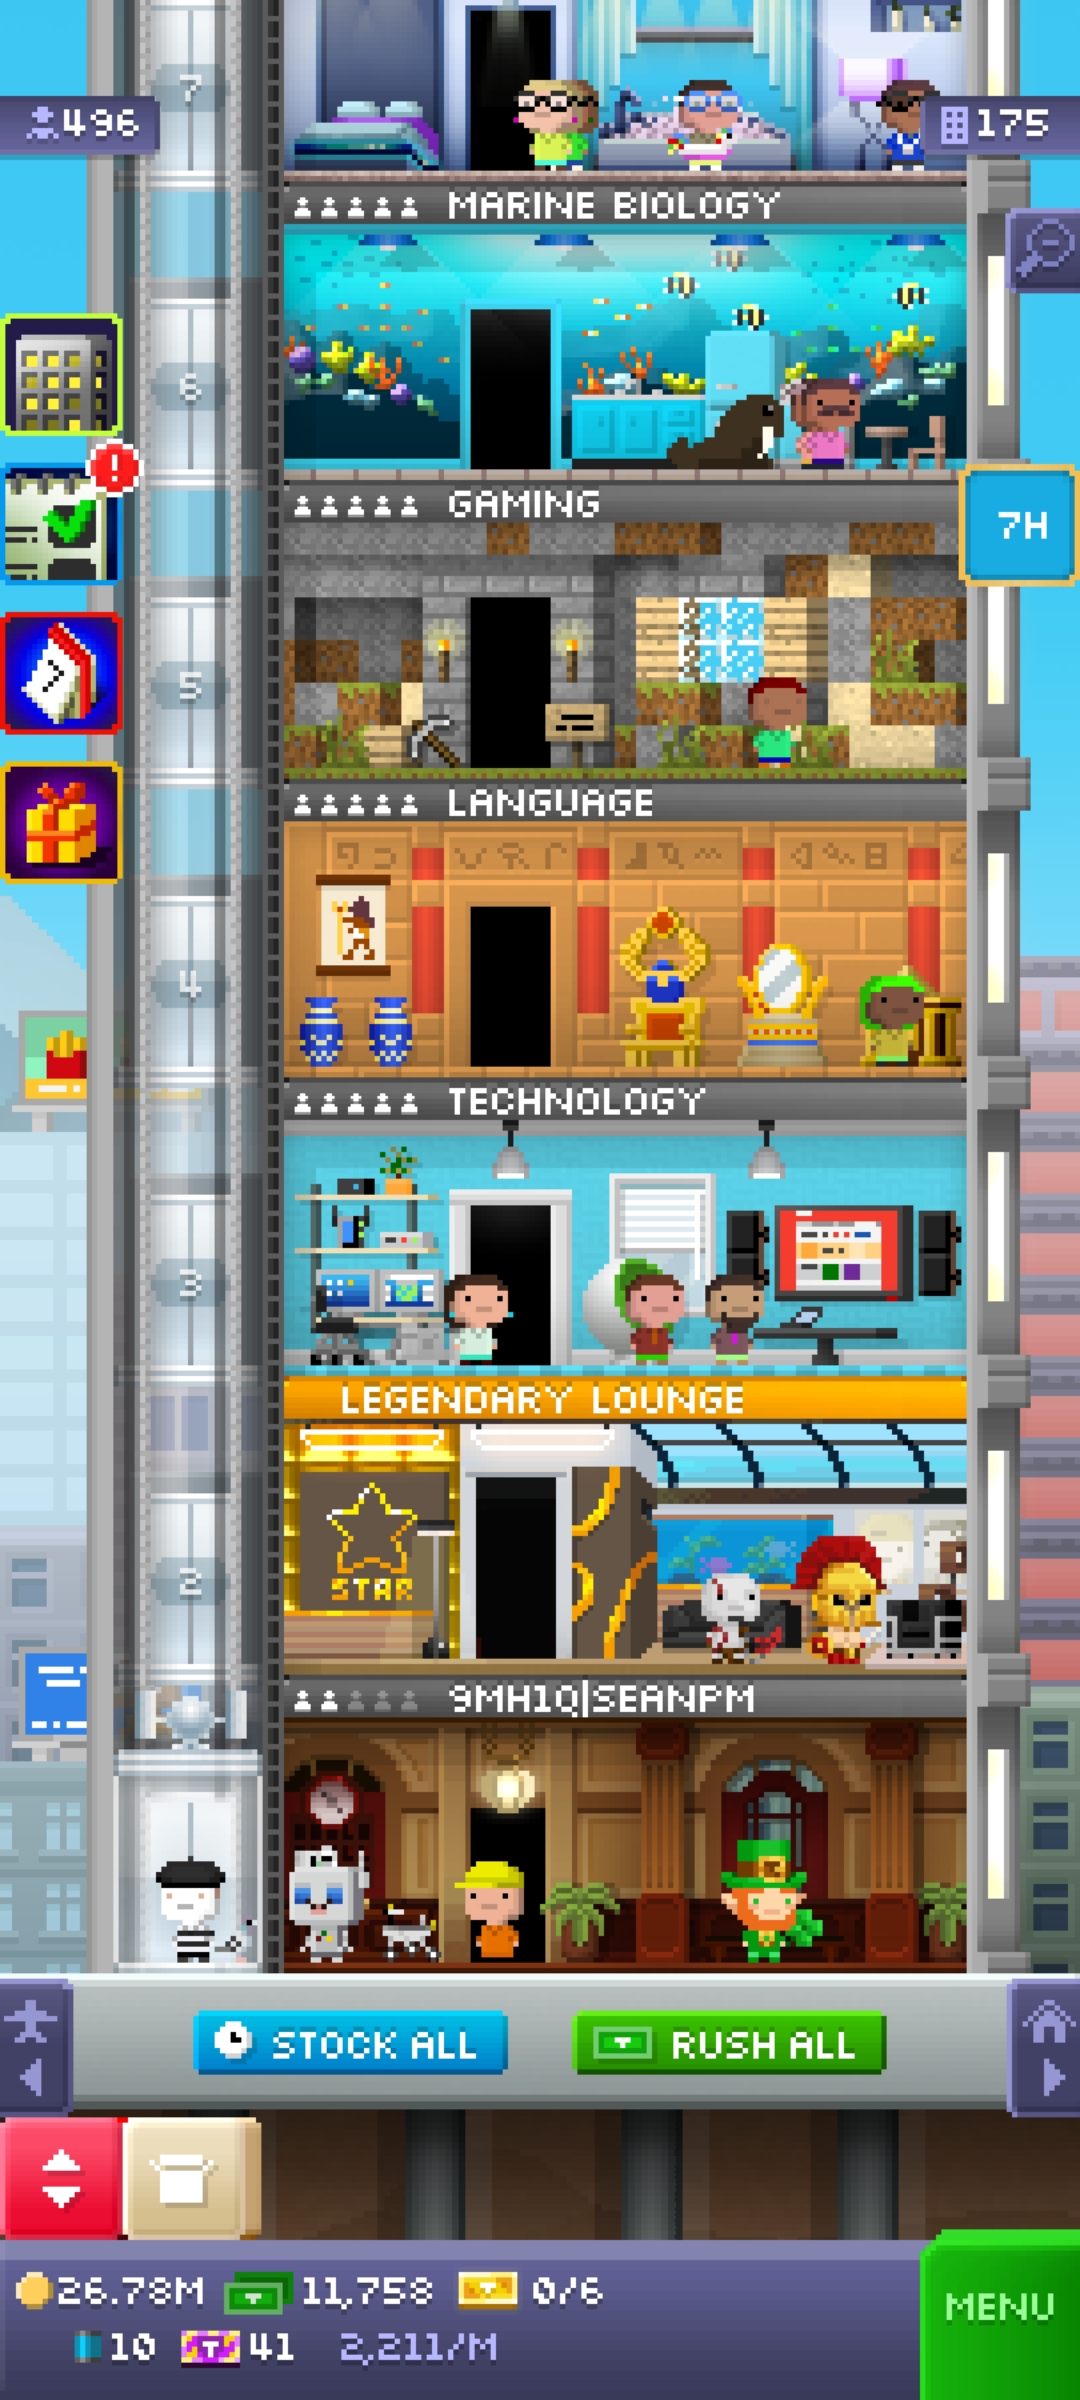 7
496
175
MARINE BIOLOGY
6
GAMING
7H
5
LANGUAGE
4
TECHNOLOGY
3
LEGENDARY LOUNGE
STAR
2
9MH1Q|SEANPM
STOCK ALL
RUSH ALL
26.78M 11,758 0/6
MENU
10 T 41 2,211/M